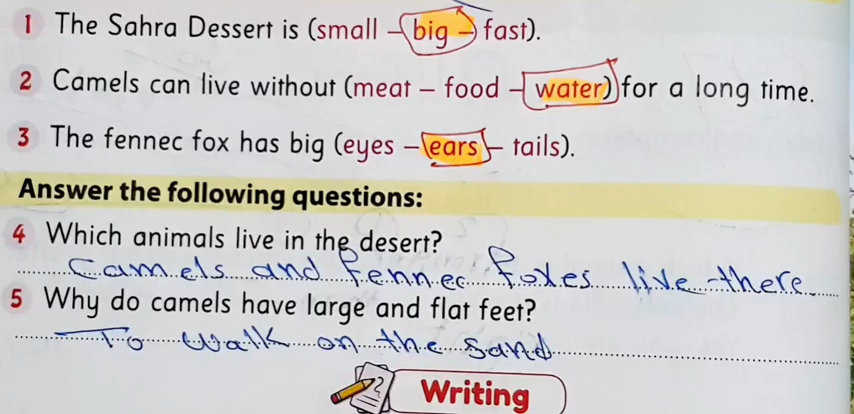 1 The Sahra Dessert is (small – big – fast).
2 Camels can live without (meat – food – water) for a long time.
3 The fennec fox has big (eyes – ears – tails).
Answer the following questions:
4 Which animals live in the desert?
Camels and fennec foxes live there.
5 Why do camels have large and flat feet?
To walk on the sand
Writing